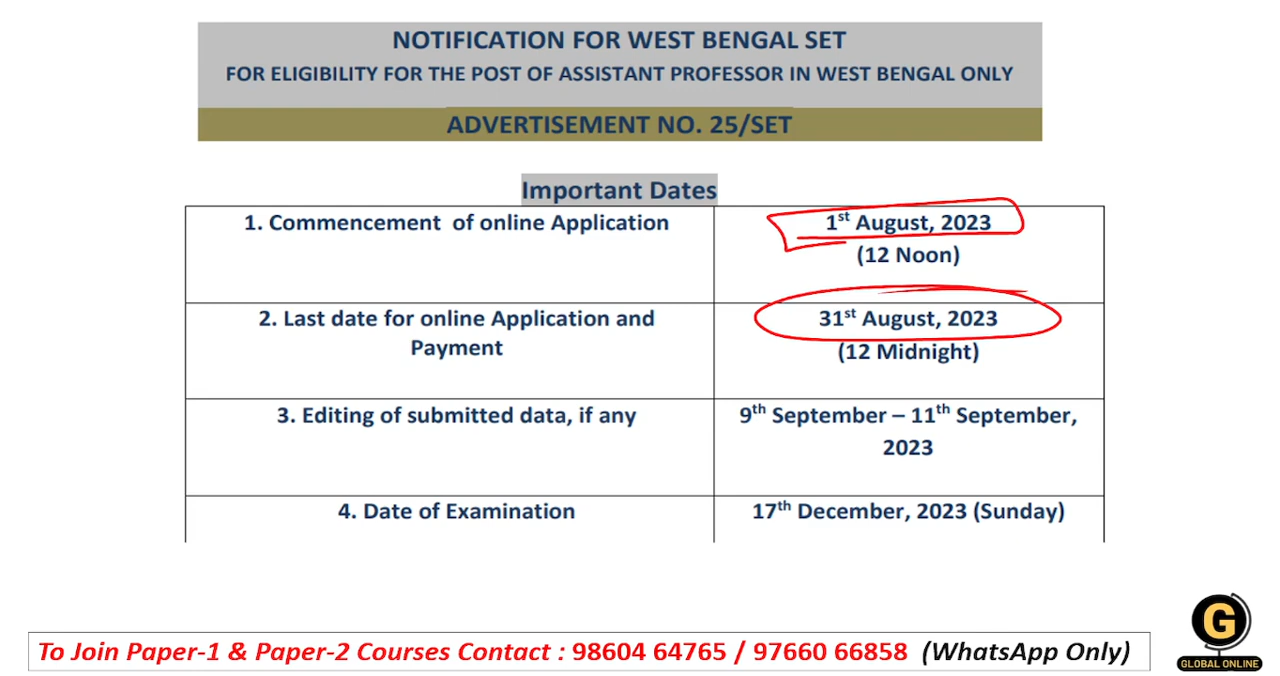 NOTIFICATION FOR WEST BENGAL SET
FOR ELIGIBILITY FOR THE POST OF ASSISTANT PROFESSOR IN WEST BENGAL ONLY
ADVERTISEMENT NO. 25/SET
Important Dates
1. Commencement of online Application
1st August, 2023
(12 Noon)
2. Last date for online Application and
Payment
31st August, 2023
(12 Midnight)
3. Editing of submitted data, if any
9th September – 11th September,
2023
4. Date of Examination
17th December, 2023 (Sunday)
To Join Paper-1 & Paper-2 Courses Contact : 98604 64765 / 97660 66858 (WhatsApp Only)
G
GLOBAL ONLINE